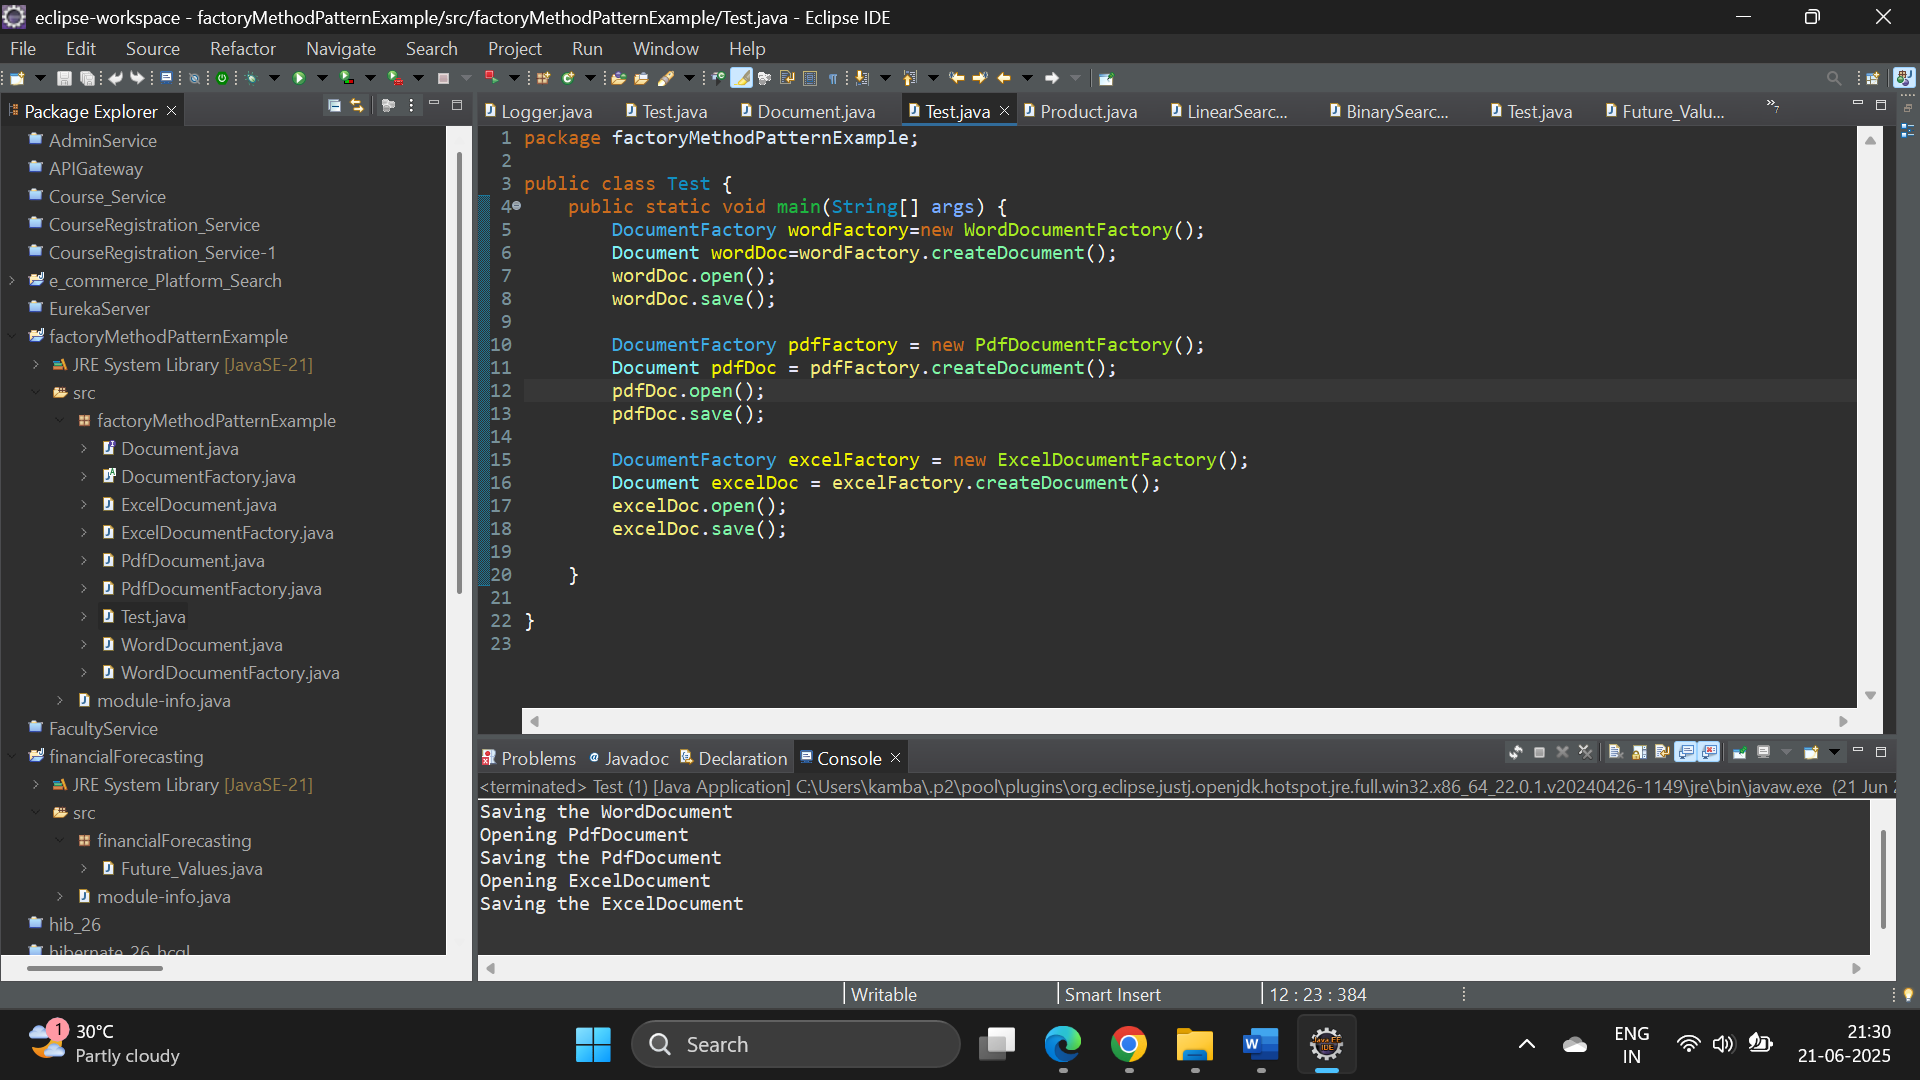 eclipse-workspace - factoryMethodPatternExample/src/factoryMethodPatternExample/Test.java - Eclipse IDE
File Edit Source Refactor Navigate Search Project Run Window Help
Package Explorer
AdminService
APIGateway
Course_Service
CourseRegistration_Service
CourseRegistration_Service-1
e_commerce_Platform_Search
EurekaServer
factoryMethodPatternExample
JRE System Library [JavaSE-21]
src
factoryMethodPatternExample
Document.java
DocumentFactory.java
ExcelDocument.java
ExcelDocumentFactory.java
PdfDocument.java
PdfDocumentFactory.java
Test.java
WordDocument.java
WordDocumentFactory.java
module-info.java
FacultyService
financialForecasting
JRE System Library [JavaSE-21]
src
financialForecasting
Future_Values.java
module-info.java
hib_26
hibernate_26_hcql
Logger.java Test.java Document.java Test.java Product.java LinearSearc... BinarySearc... Test.java Future_Valu... »7
1 package factoryMethodPatternExample;
2
3 public class Test {
4 public static void main(String[] args) {
5 DocumentFactory wordFactory=new WordDocumentFactory();
6 Document wordDoc=wordFactory.createDocument();
7 wordDoc.open();
8 wordDoc.save();
9
10 DocumentFactory pdfFactory = new PdfDocumentFactory();
11 Document pdfDoc = pdfFactory.createDocument();
12 pdfDoc.open();
13 pdfDoc.save();
14
15 DocumentFactory excelFactory = new ExcelDocumentFactory();
16 Document excelDoc = excelFactory.createDocument();
17 excelDoc.open();
18 excelDoc.save();
19
20 }
21
22 }
23
Problems Javadoc Declaration Console
<terminated> Test (1) [Java Application] C:\Users\kamba\.p2\pool\plugins\org.eclipse.justj.openjdk.hotspot.jre.full.win32.x86_64_22.0.1.v20240426-1149\jre\bin\javaw.exe (21 Jun
Saving the WordDocument
Opening PdfDocument
Saving the PdfDocument
Opening ExcelDocument
Saving the ExcelDocument
Writable Smart Insert 12 : 23 : 384
1
30°C
Partly cloudy
Search
ENG
IN
21:30
21-06-2025